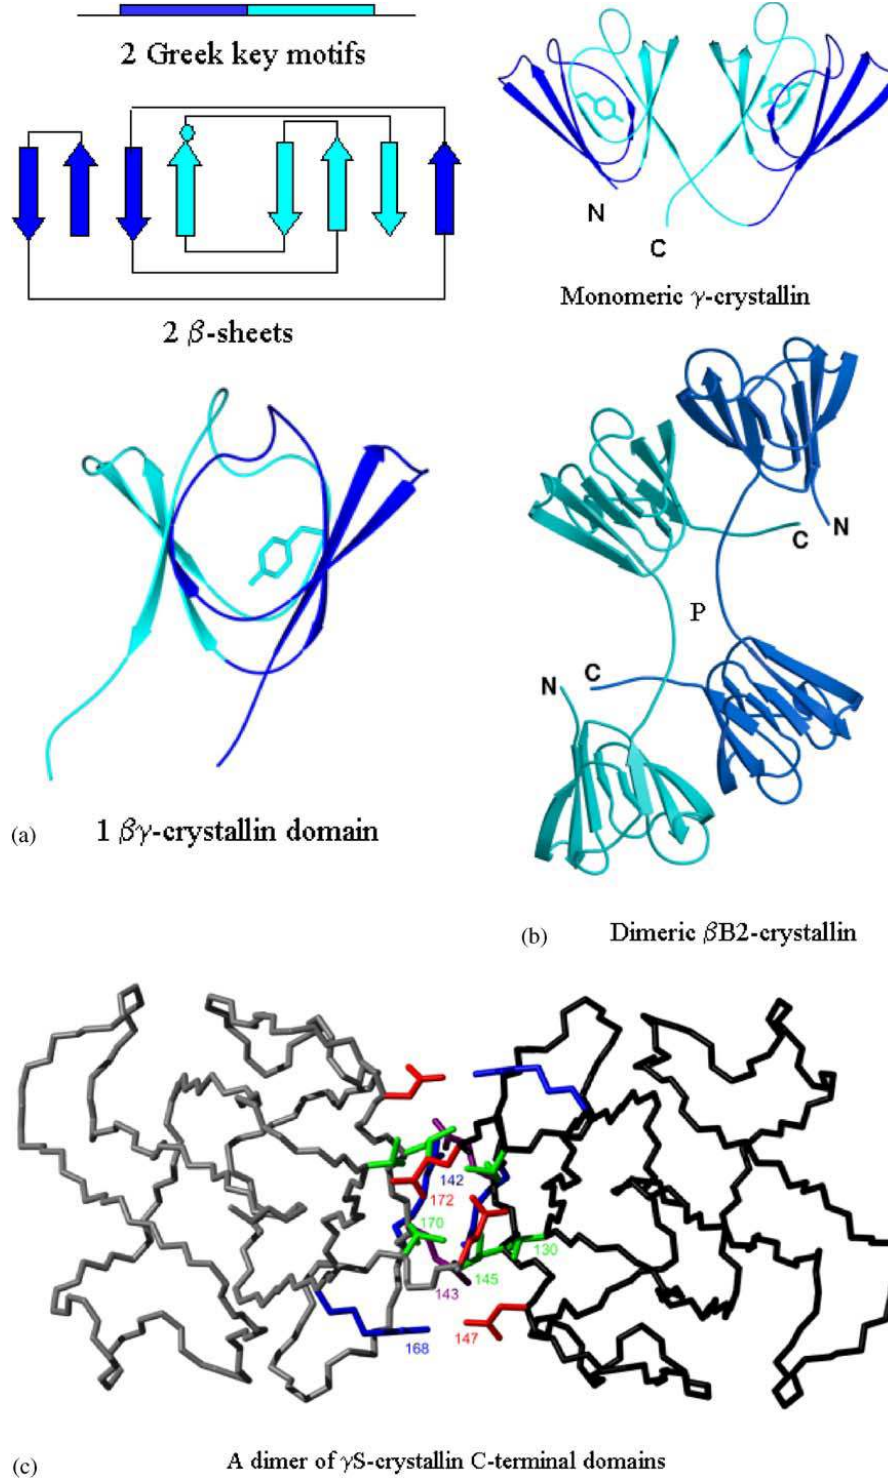 2 Greek key motifs
2 β-sheets
1 βγ-crystallin domain
(a)
N
C
Monomeric γ-crystallin
C
N
P
N
C
(b)
Dimeric βB2-crystallin
142
172
170
130
145
143
147
168
(c)
A dimer of γS-crystallin C-terminal domains